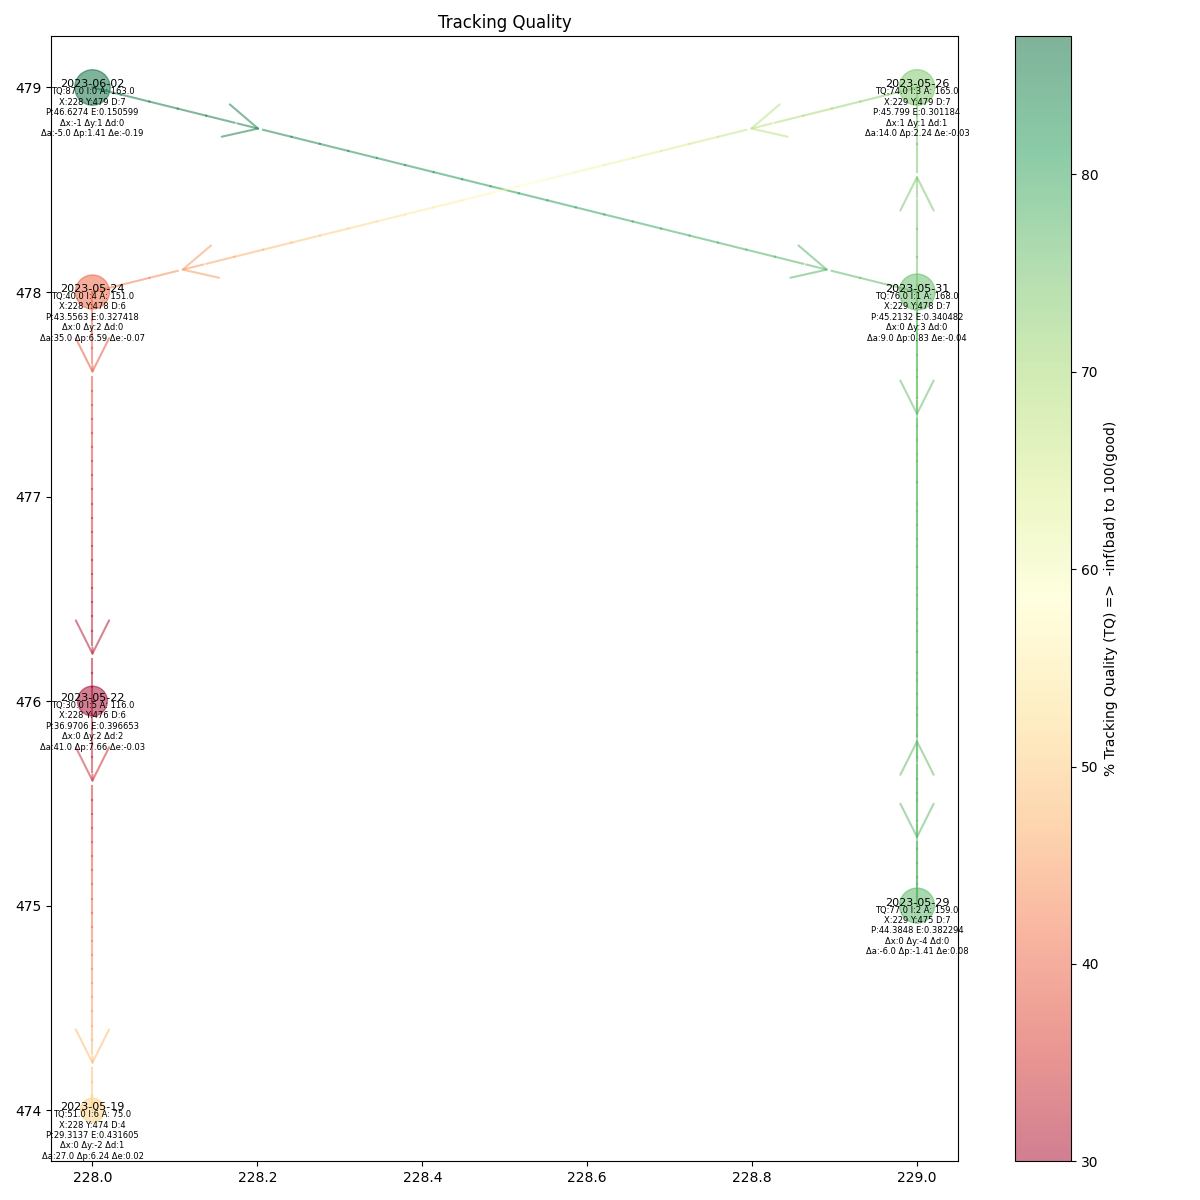 Tracking Quality
479
478
477
476
475
474
228.0
228.2
228.4
228.6
228.8
229.0
2023-06-02
TQ:87.0 I:0 A: 163.0
X:228 Y:479 D:7
P:46.6274 E:0.150599
Δx:-1 Δy:1 Δd:0
Δa:-5.0 Δp:1.41 Δe:-0.19
2023-05-26
TQ:74.0 I:3 A: 165.0
X:229 Y:479 D:7
P:45.799 E:0.301184
Δx:1 Δy:1 Δd:1
Δa:14.0 Δp:2.24 Δe:-0.03
2023-05-24
TQ:40.0 I:4 A: 151.0
X:228 Y:478 D:6
P:43.5563 E:0.327418
Δx:0 Δy:2 Δd:0
Δa:35.0 Δp:6.59 Δe:-0.07
2023-05-31
TQ:76.0 I:1 A: 168.0
X:229 Y:478 D:7
P:45.2132 E:0.340482
Δx:0 Δy:3 Δd:0
Δa:9.0 Δp:0.83 Δe:-0.04
2023-05-22
TQ:30.0 I:5 A: 116.0
X:228 Y:476 D:6
P:36.9706 E:0.396653
Δx:0 Δy:2 Δd:2
Δa:41.0 Δp:7.66 Δe:-0.03
2023-05-29
TQ:77.0 I:2 A: 159.0
X:229 Y:475 D:7
P:44.3848 E:0.382294
Δx:0 Δy:-4 Δd:0
Δa:-6.0 Δp:-1.41 Δe:0.08
2023-05-19
TQ:51.0 I:6 A: 75.0
X:228 Y:474 D:4
P:29.3137 E:0.431605
Δx:0 Δy:-2 Δd:1
Δa:27.0 Δp:6.24 Δe:0.02
80
70
60
50
40
30
% Tracking Quality (TQ) => -inf(bad) to 100(good)